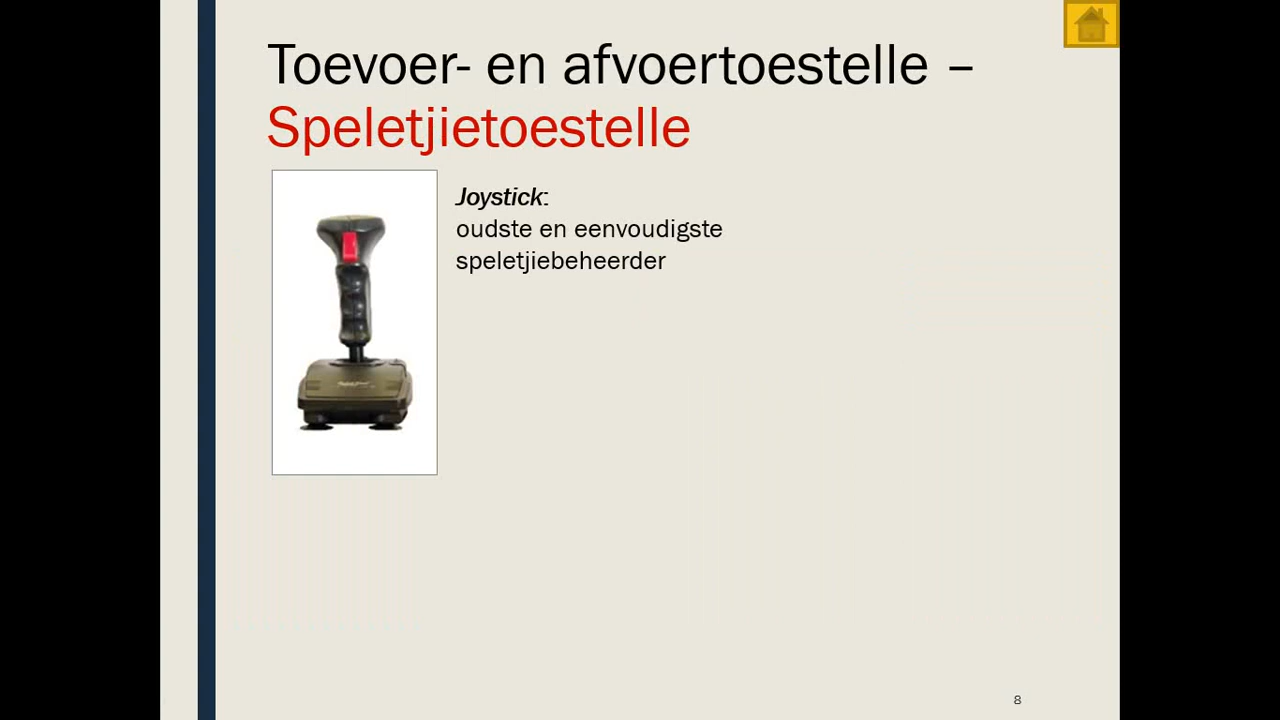 Toevoer- en afvoertoestelle –
Speletjietoestelle
Joystick:
oudste en eenvoudigste
speletjiebeheerder
8